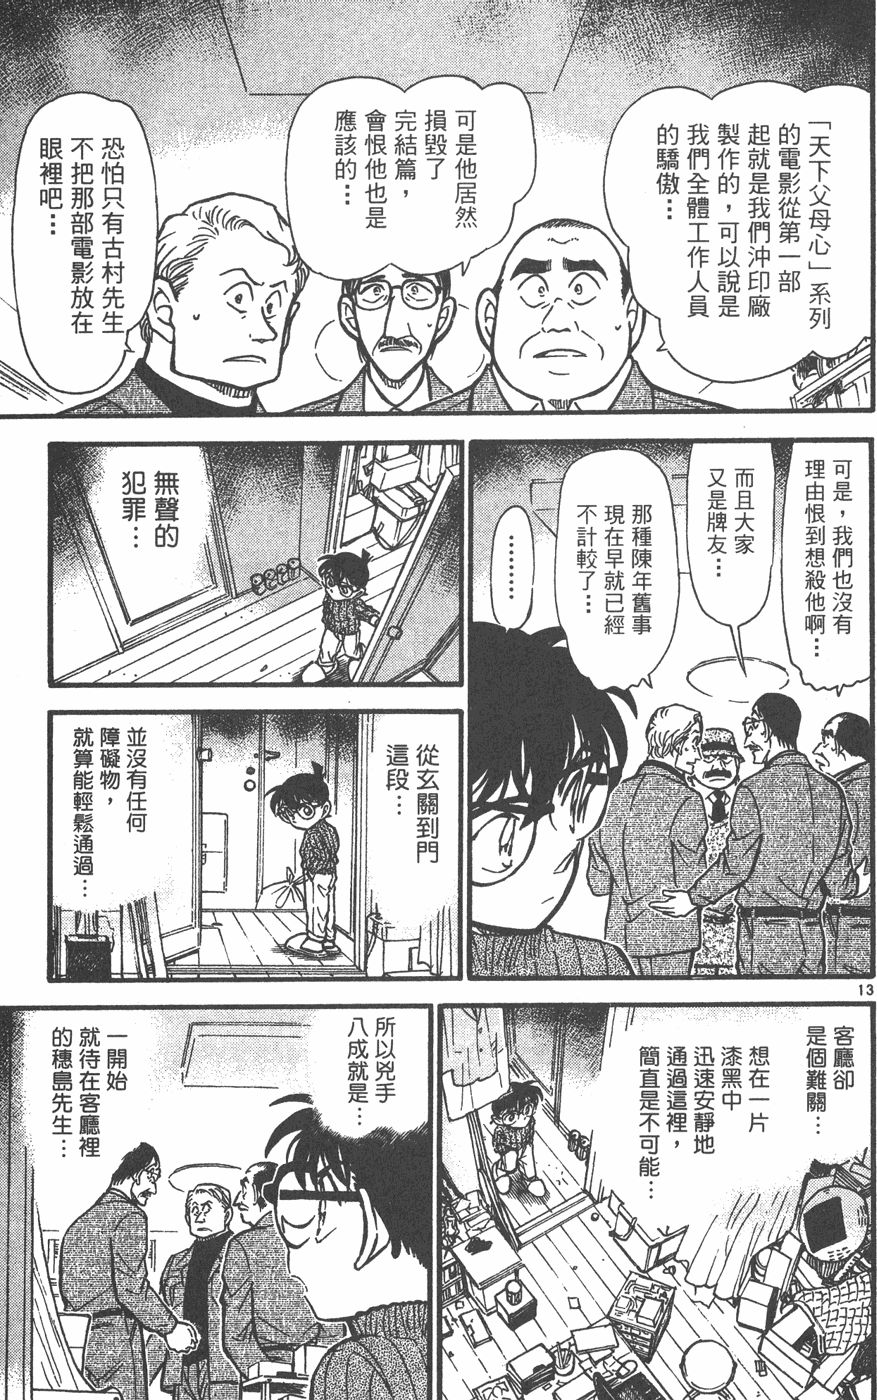 「天下父母心」系列
的電影從第一部
起就是我們沖印廠
製作的，可以說是
我們全體工作人員
的驕傲…
可是他居然
損毀了
完結篇，
會恨他也是
應該的…
恐怕只有古村先生
不把那部電影放在
眼裡吧…
可是，我們也沒有
理由恨到想殺他啊…
而且大家
又是牌友…
那種陳年舊事
現在早就已經
不計較了…
………
無聲的
犯罪…
從玄關到門
這段…
並沒有任何
障礙物，
就算能輕鬆通過…
13
客廳卻
是個難關…
想在一片
漆黑中
迅速安靜地
通過這裡，
簡直是不可能…
所以兇手
八成就是…
一開始
就待在客廳裡
的穗島先生…